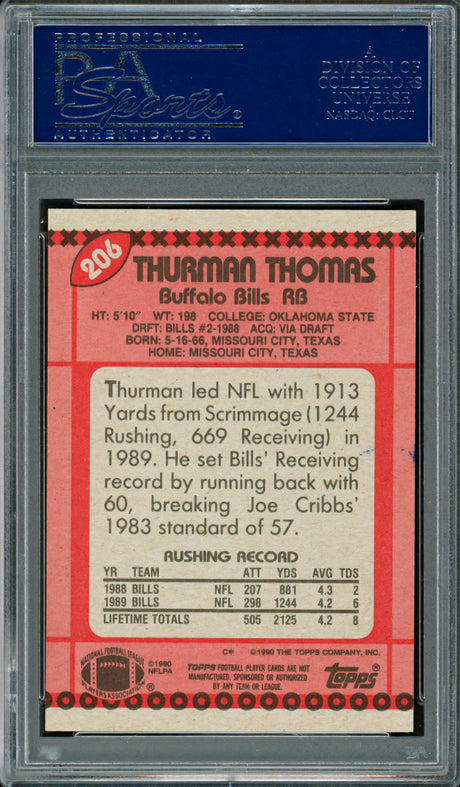 PROFESSIONAL
PSA
Sports®
AUTHENTICATOR
A
DIVISION OF
COLLECTORS
UNIVERSE
NASDAQ: CLCT
206
THURMAN THOMAS
Buffalo Bills RB
HT: 5'10" WT: 198 COLLEGE: OKLAHOMA STATE
DRFT: BILLS #2-1988 ACQ: VIA DRAFT
BORN: 5-16-66, MISSOURI CITY, TEXAS
HOME: MISSOURI CITY, TEXAS
Thurman led NFL with 1913
Yards from Scrimmage (1244
Rushing, 669 Receiving) in
1989. He set Bills' Receiving
record by running back with
60, breaking Joe Cribbs'
1983 standard of 57.
RUSHING RECORD
YR TEAM ATT YDS AVG TDS
1988 BILLS NFL 207 881 4.3 2
1989 BILLS NFL 298 1244 4.2 6
LIFETIME TOTALS 505 2125 4.2 8
C* ©1990 THE TOPPS COMPANY, INC.
NATIONAL FOOTBALL LEAGUE
PLAYERS ASSOCIATION
©1990
NFLPA
TOPPS FOOTBALL PLAYER CARDS ARE NOT
MANUFACTURED, SPONSORED OR AUTHORIZED
BY ANY TEAM OR LEAGUE.
Topps®